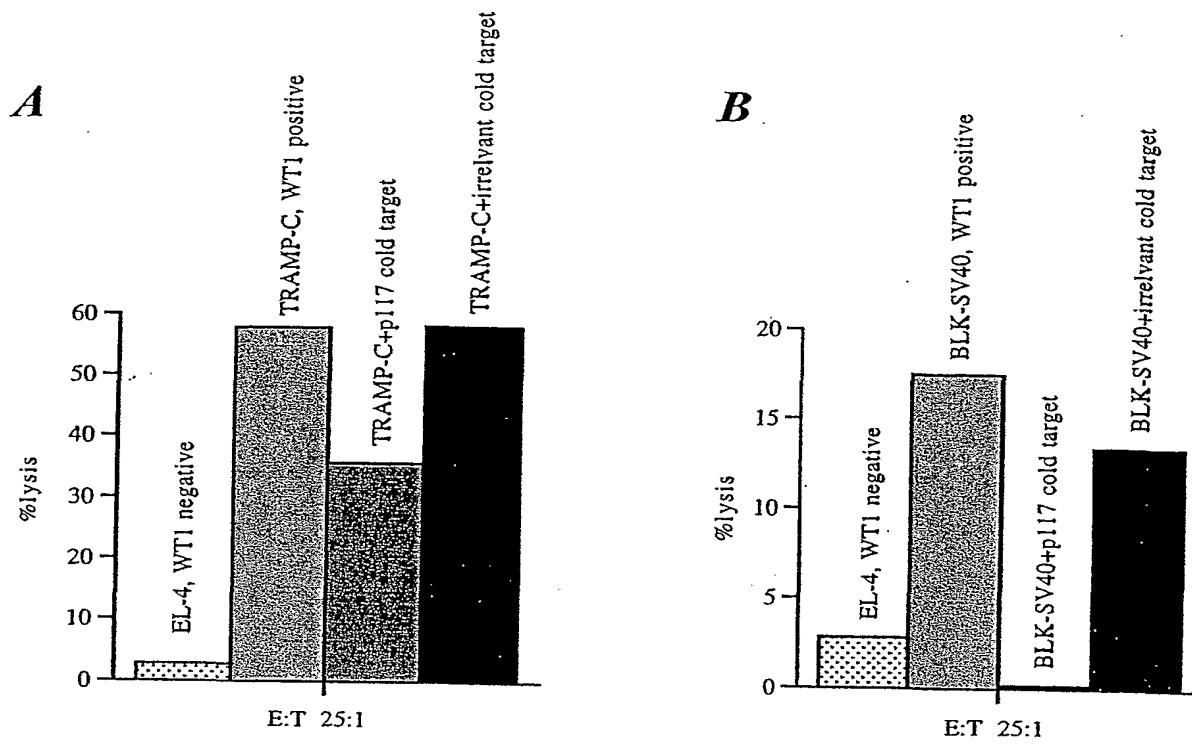 A
%lysis
60
50
40
30
20
10
0
EL-4, WT1 negative
TRAMP-C, WT1 positive
TRAMP-C+p117 cold target
TRAMP-C+irrelvant cold target
E:T 25:1
B
%lysis
20
15
10
5
0
EL-4, WT1 negative
BLK-SV40, WT1 positive
BLK-SV40+p117 cold target
BLK-SV40+irrelvant cold target
E:T 25:1